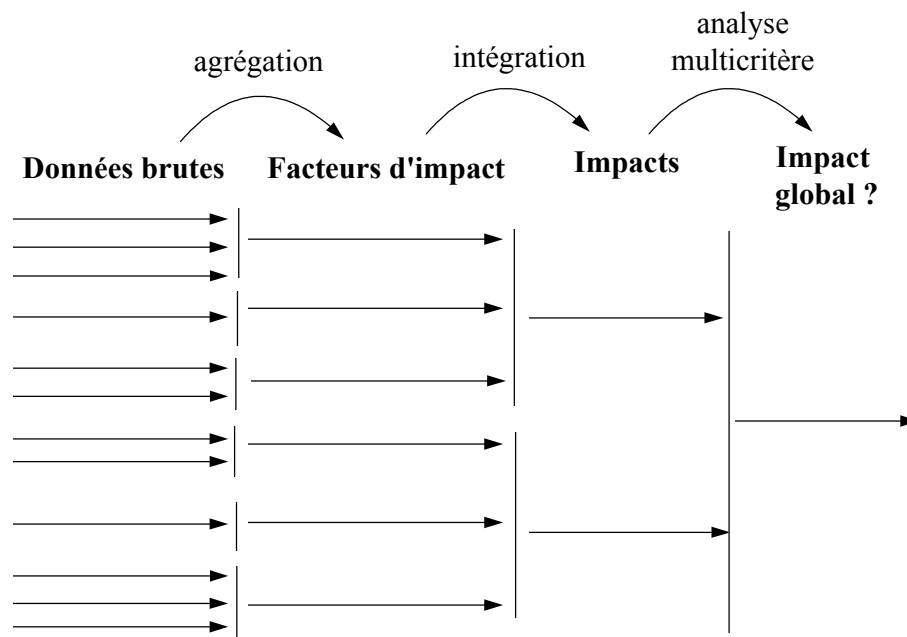 agrégation
intégration
analyse
multicritère
Données brutes
Facteurs d'impact
Impacts
Impact
global ?